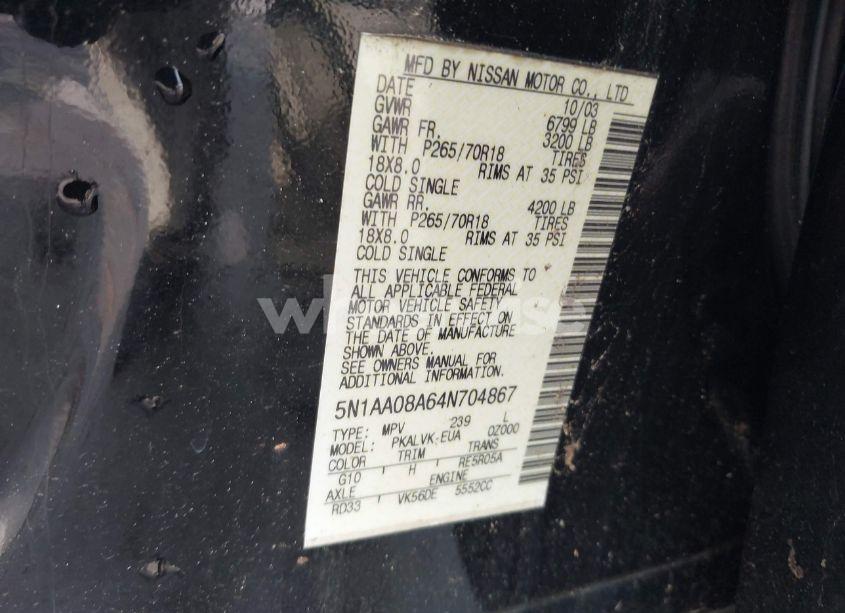 MFD BY NISSAN MOTOR CO., LTD
DATE 10/03
GVWR 6799 LB
GAWR FR. 3200 LB
WITH P265/70R18 TIRES
18X8.0 RIMS AT 35 PSI
COLD SINGLE
GAWR RR. 4200 LB
WITH P265/70R18 TIRES
18X8.0 RIMS AT 35 PSI
COLD SINGLE
THIS VEHICLE CONFORMS TO
ALL APPLICABLE FEDERAL
MOTOR VEHICLE SAFETY
STANDARDS IN EFFECT ON
THE DATE OF MANUFACTURE
SHOWN ABOVE.
SEE OWNERS MANUAL FOR
ADDITIONAL INFORMATION.
5N1AA08A64N704867
TYPE: MPV 239 L
MODEL: PKALVK-EUA 0Z000
COLOR TRIM TRANS
G10 H RE5R05A
AXLE ENGINE
RD33 VK56DE 5552CC